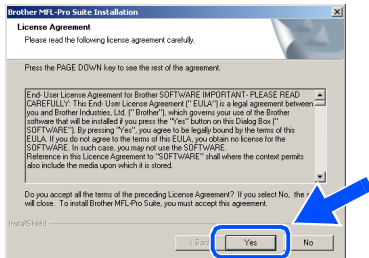 Brother MFL-Pro Suite Installation
License Agreement
Please read the following license agreement carefully.
Press the PAGE DOWN key to see the rest of the agreement.
End- User License Agreement for Brother SOFTWARE IMPORTANT- PLEASE READ
CAREFULLY: This End- User License Agreement (" EULA") is a legal agreement between
you and Brother Industries, Ltd. (" Brother"), which governs your use of the Brother
software that will be installed if you press the "Yes" button on this Dialog Box ("
SOFTWARE"). By pressing "Yes", you agree to be legally bound by the terms of this
EULA. If you do not agree to the terms of this EULA, you obtain no license for the
SOFTWARE. In such case, you may not use the SOFTWARE.
Reference in this Licence Agreement to "SOFTWARE" shall where the context permits
also include the media upon which it is stored.
Do you accept all the terms of the preceding License Agreement? If you select No, the
will close. To install Brother MFL-Pro Suite, you must accept this agreement.
InstallShield
< Back
Yes
No